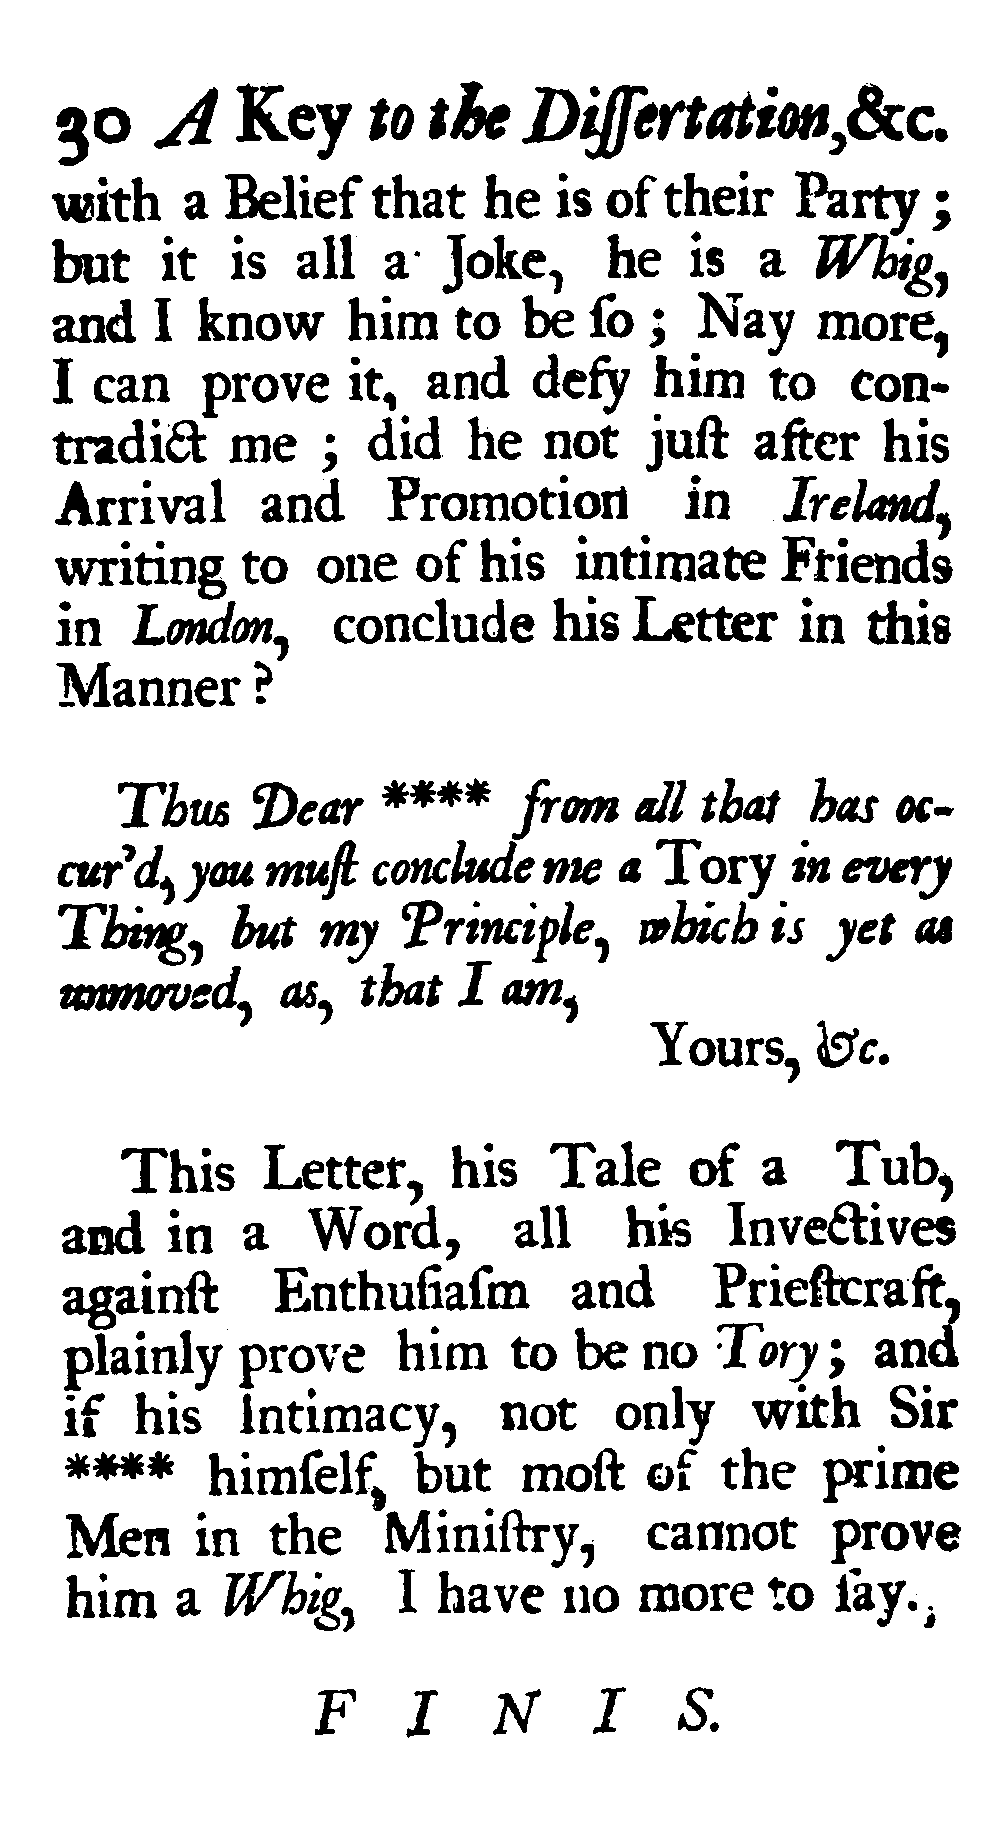 30 A Key to the Diſſertation,&c.
with a Belief that he is of their Party ;
but it is all a Joke, he is a Whig,
and I know him to be ſo ; Nay more,
I can prove it, and defy him to con-
tradict me ; did he not juſt after his
Arrival and Promotion in Ireland,
writing to one of his intimate Friends
in London, conclude his Letter in this
Manner ?
Thus Dear **** from all that has oc-
cur'd, you muſt conclude me a Tory in every
Thing, but my Principle, which is yet as
unmoved, as, that I am,
Yours, &c.
This Letter, his Tale of a Tub,
and in a Word, all his Invectives
againſt Enthuſiaſm and Prieſtcraft,
plainly prove him to be no Tory ; and
if his Intimacy, not only with Sir
**** himſelf, but moſt of the prime
Men in the Miniſtry, cannot prove
him a Whig, I have no more to ſay.
F I N I S.